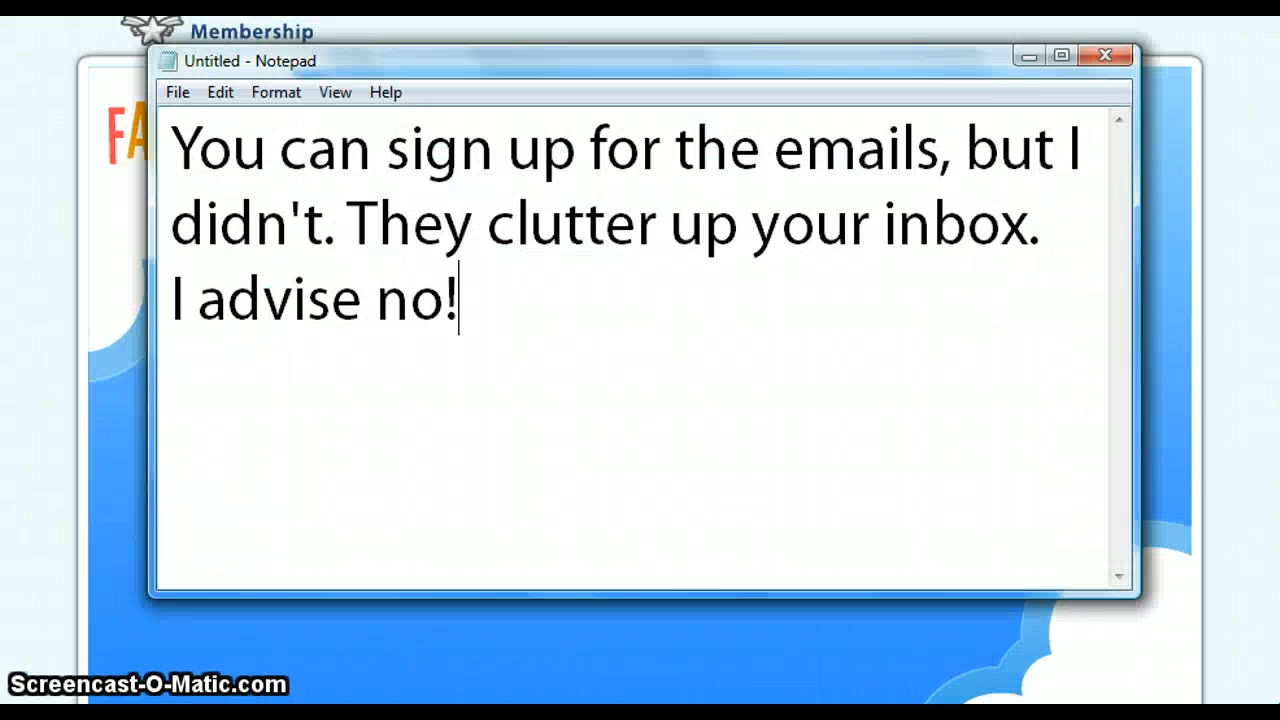 Membership
Untitled - Notepad
File Edit Format View Help
FA
You can sign up for the emails, but I
didn't. They clutter up your inbox.
I advise no!
Screencast-O-Matic.com